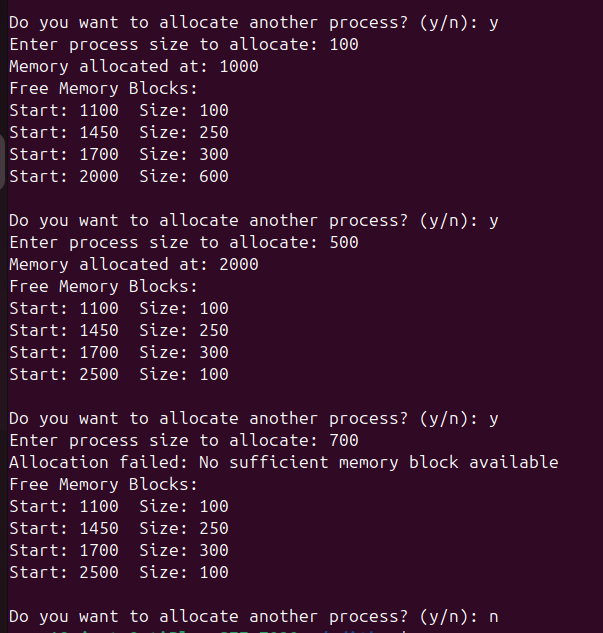 Do you want to allocate another process? (y/n): y
Enter process size to allocate: 100
Memory allocated at: 1000
Free Memory Blocks:
Start: 1100  Size: 100
Start: 1450  Size: 250
Start: 1700  Size: 300
Start: 2000  Size: 600
Do you want to allocate another process? (y/n): y
Enter process size to allocate: 500
Memory allocated at: 2000
Free Memory Blocks:
Start: 1100  Size: 100
Start: 1450  Size: 250
Start: 1700  Size: 300
Start: 2500  Size: 100
Do you want to allocate another process? (y/n): y
Enter process size to allocate: 700
Allocation failed: No sufficient memory block available
Free Memory Blocks:
Start: 1100  Size: 100
Start: 1450  Size: 250
Start: 1700  Size: 300
Start: 2500  Size: 100
Do you want to allocate another process? (y/n): n